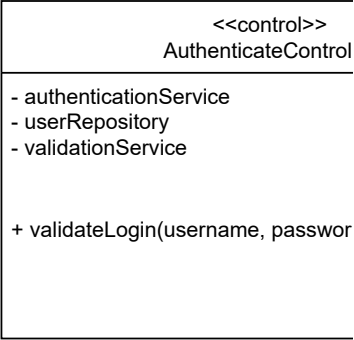 <<control>>
AuthenticateControl
- authenticationService
- userRepository
- validationService
+ validateLogin(username, passwor